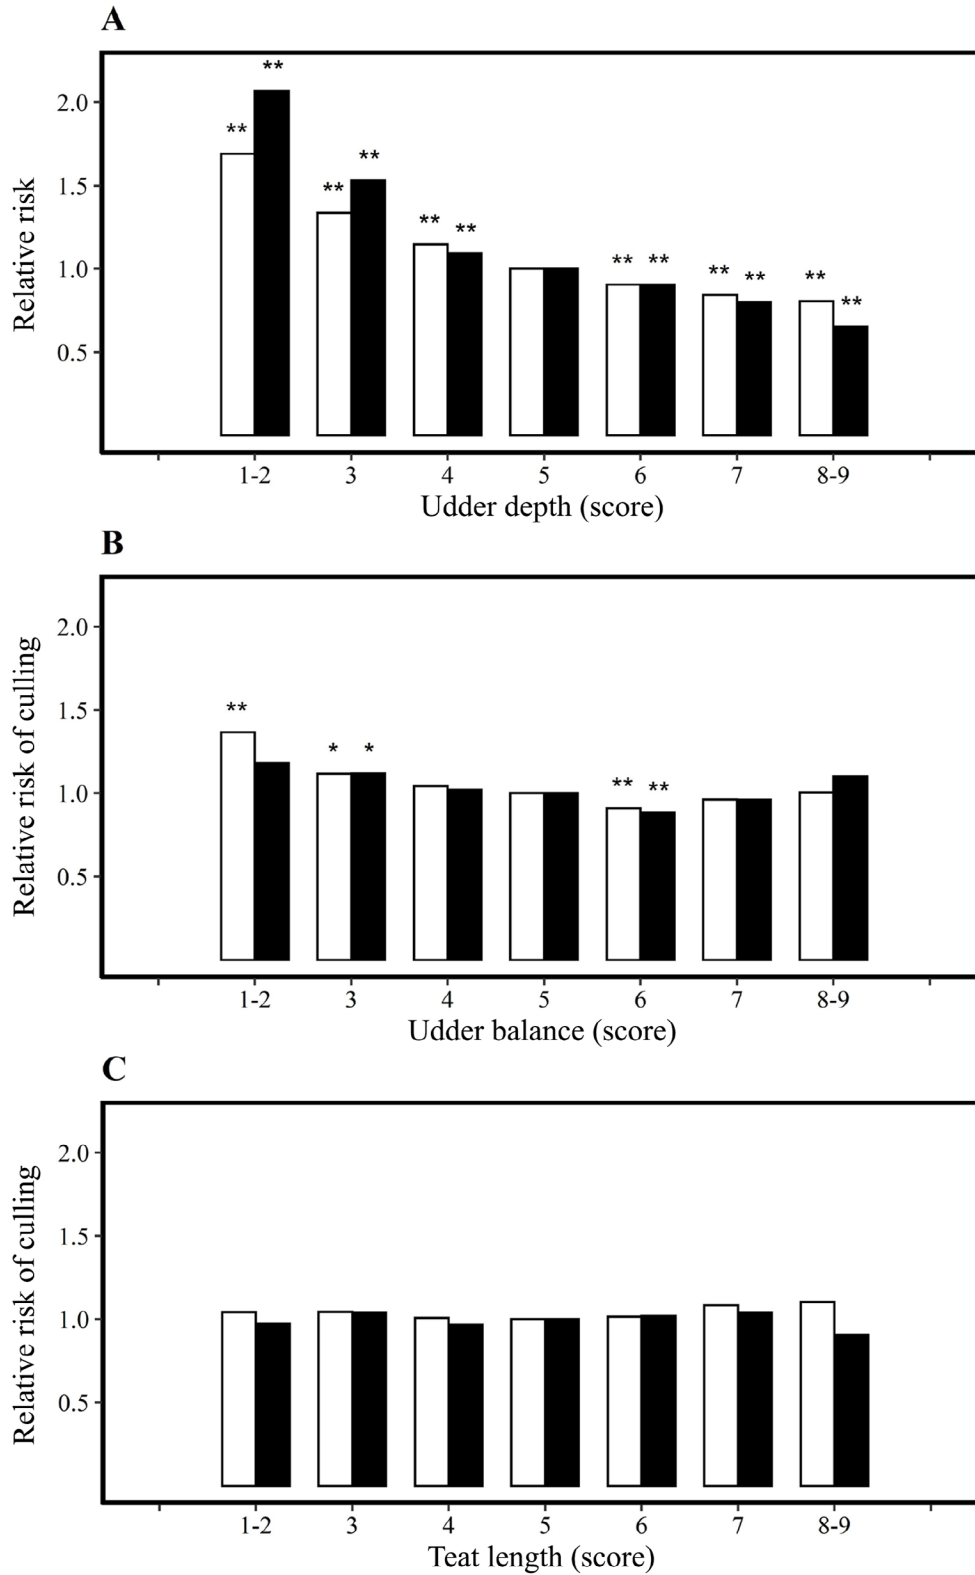 A
Relative risk
2.0
1.5
1.0
0.5
** ** ** ** ** ** ** ** ** ** ** **
1-2 3 4 5 6 7 8-9
Udder depth (score)
B
Relative risk of culling
2.0
1.5
1.0
0.5
** * * ** **
1-2 3 4 5 6 7 8-9
Udder balance (score)
C
Relative risk of culling
2.0
1.5
1.0
0.5
1-2 3 4 5 6 7 8-9
Teat length (score)